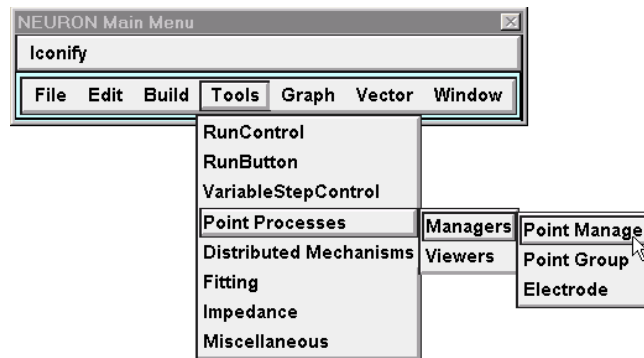 NEURON Main Menu
Iconify
File Edit Build Tools Graph Vector Window
RunControl
RunButton
VariableStepControl
Point Processes Managers Point Manage
Distributed Mechanisms Viewers Point Group
Fitting Electrode
Impedance
Miscellaneous